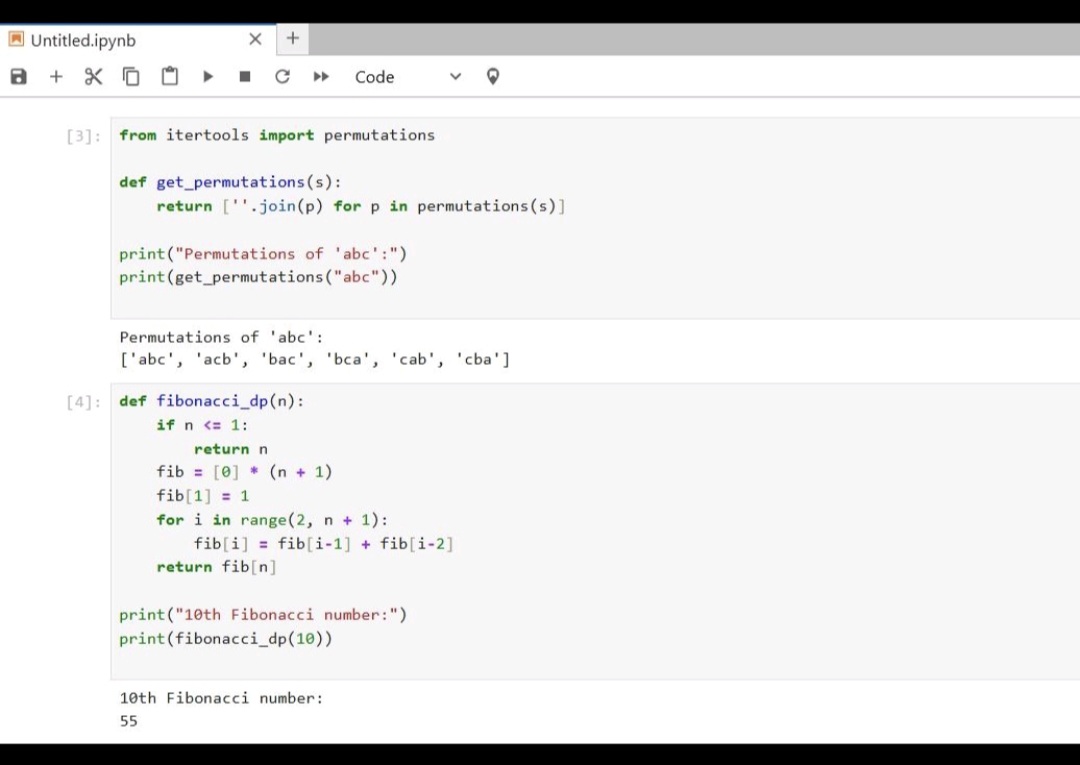 Untitled.ipynb
Code
[3]:
from itertools import permutations
def get_permutations(s):
    return [''.join(p) for p in permutations(s)]
print("Permutations of 'abc':")
print(get_permutations("abc"))
Permutations of 'abc':
['abc', 'acb', 'bac', 'bca', 'cab', 'cba']
[4]:
def fibonacci_dp(n):
    if n <= 1:
        return n
    fib = [0] * (n + 1)
    fib[1] = 1
    for i in range(2, n + 1):
        fib[i] = fib[i-1] + fib[i-2]
    return fib[n]
print("10th Fibonacci number:")
print(fibonacci_dp(10))
10th Fibonacci number:
55